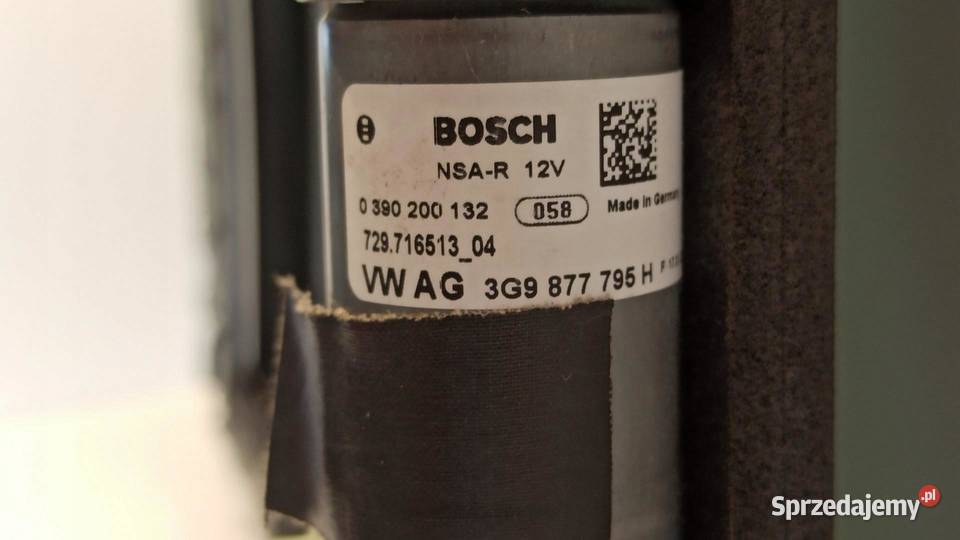 BOSCH
NSA-R 12V
0 390 200 132 058 Made in German
729.716513_04
VW AG 3G9 877 795 H
Sprzedajemy.pl